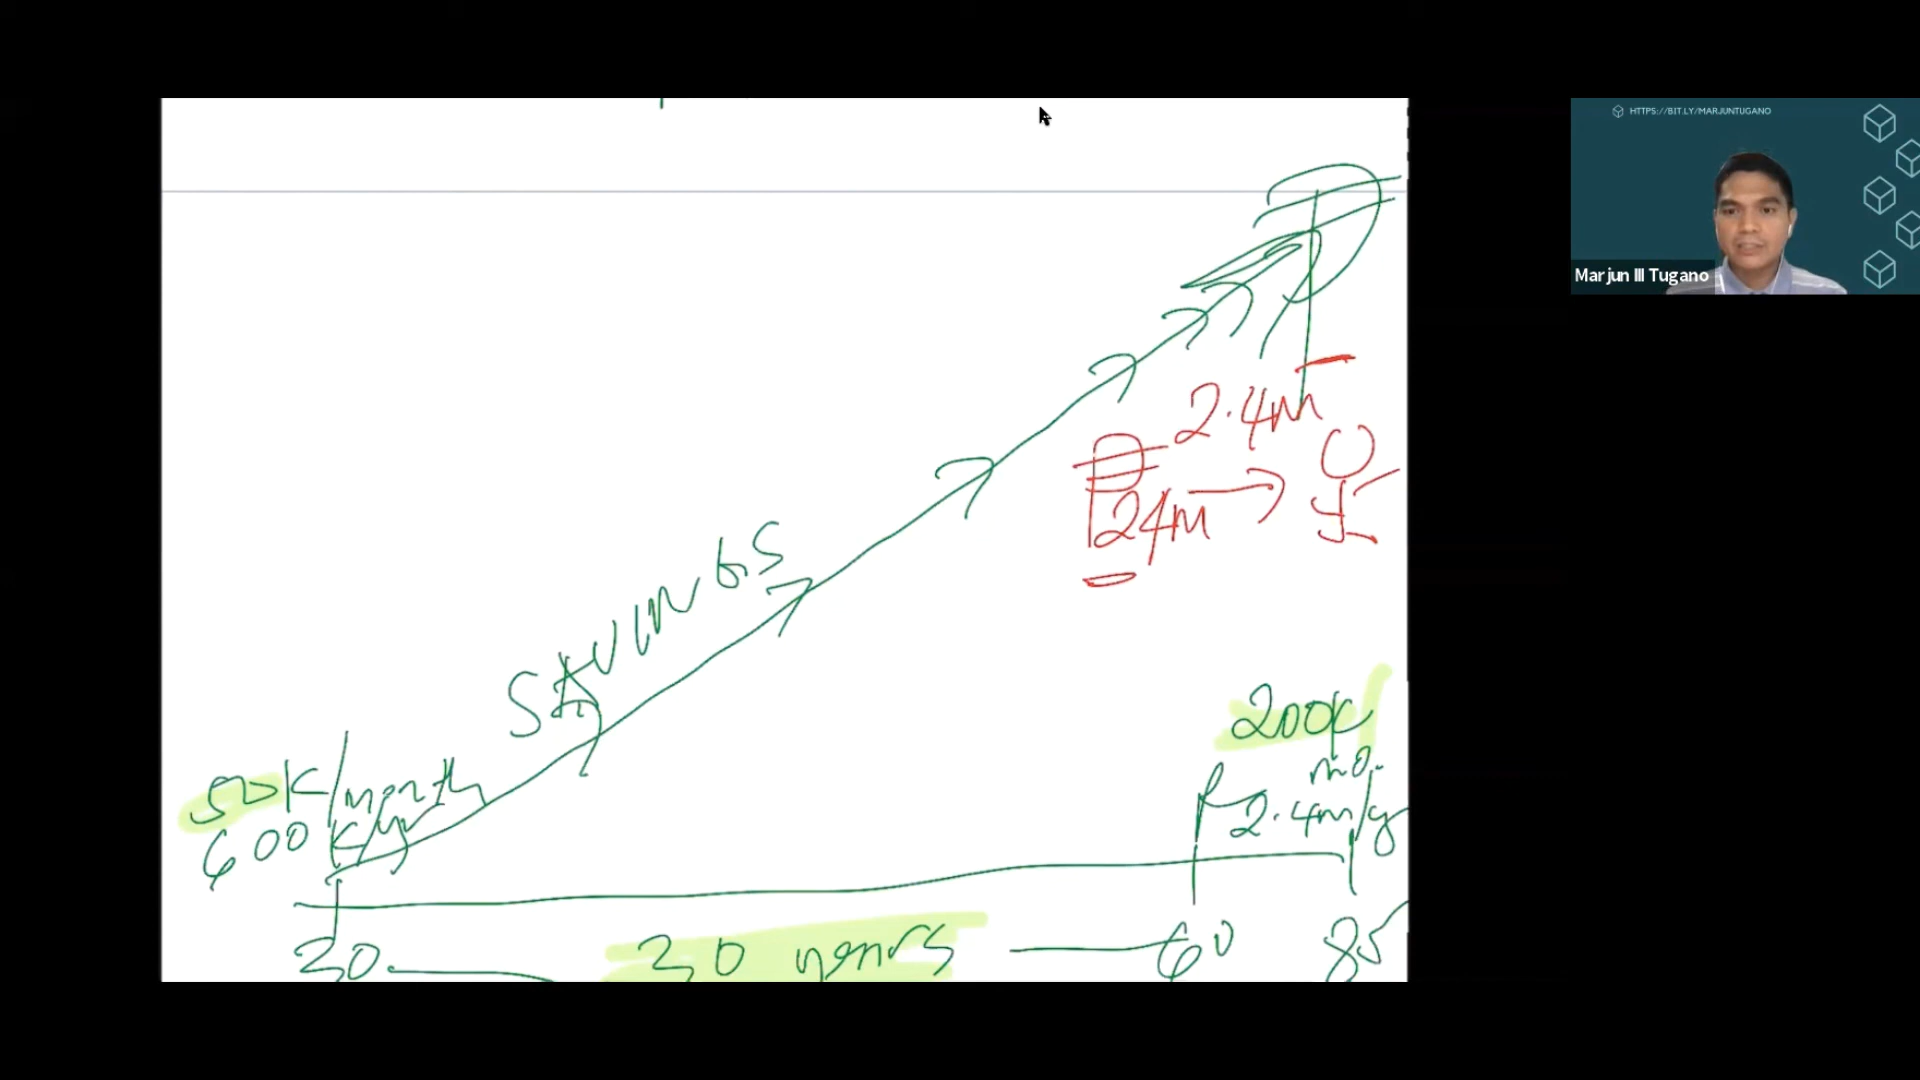 HTTPS://BIT.LY/MARJUNTUGANO
Marjun III Tugano
₱
2.4M
₱
24M
SAVINGS
50K/month
600K/yr
200K
mo.
2.4m/y
30
30 years
60
85